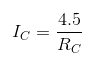 I_C = \frac{4.5}{R_C}